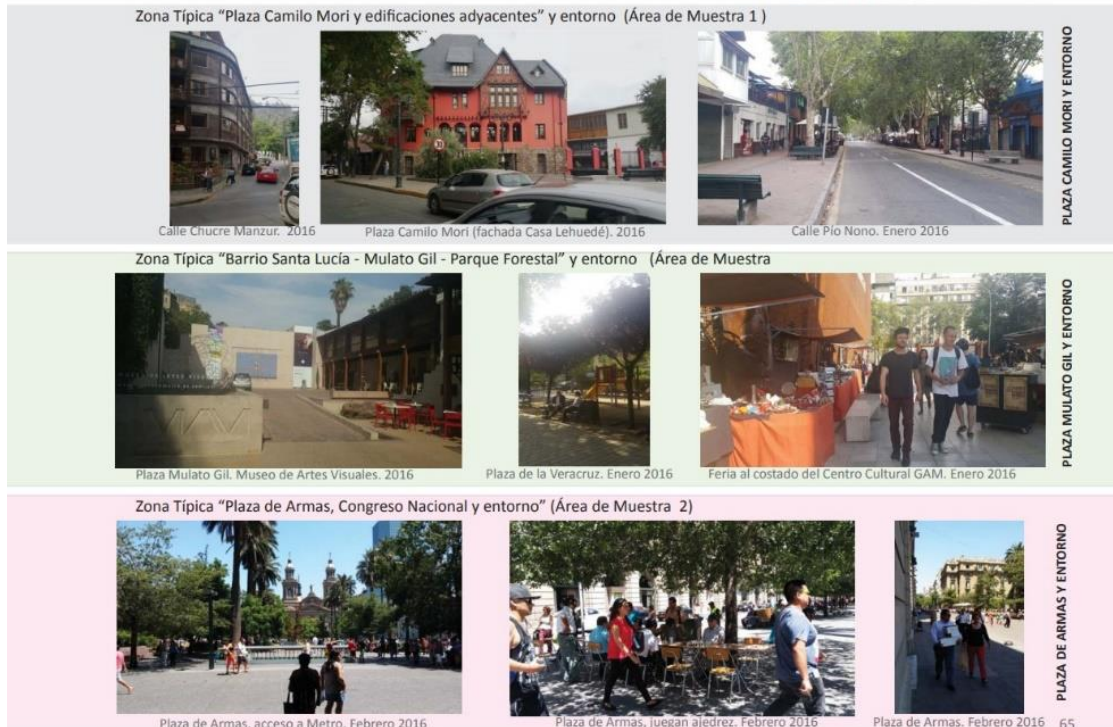 Zona Típica “Plaza Camilo Mori y edificaciones adyacentes” y entorno (Área de Muestra 1 )
Calle Chucre Manzur. 2016
Plaza Camilo Mori (fachada Casa Lehuedé). 2016
Calle Pío Nono. Enero 2016
PLAZA CAMILO MORI Y ENTORNO
Zona Típica “Barrio Santa Lucía - Mulato Gil - Parque Forestal” y entorno (Área de Muestra
Plaza Mulato Gil. Museo de Artes Visuales. 2016
Plaza de la Veracruz. Enero 2016
Feria al costado del Centro Cultural GAM. Enero 2016
PLAZA MULATO GIL Y ENTORNO
Zona Típica “Plaza de Armas, Congreso Nacional y entorno” (Área de Muestra 2)
Plaza de Armas, acceso a Metro. Febrero 2016
Plaza de Armas, juegan ajedrez. Febrero 2016
Plaza de Armas. Febrero 2016
PLAZA DE ARMAS Y ENTORNO
65